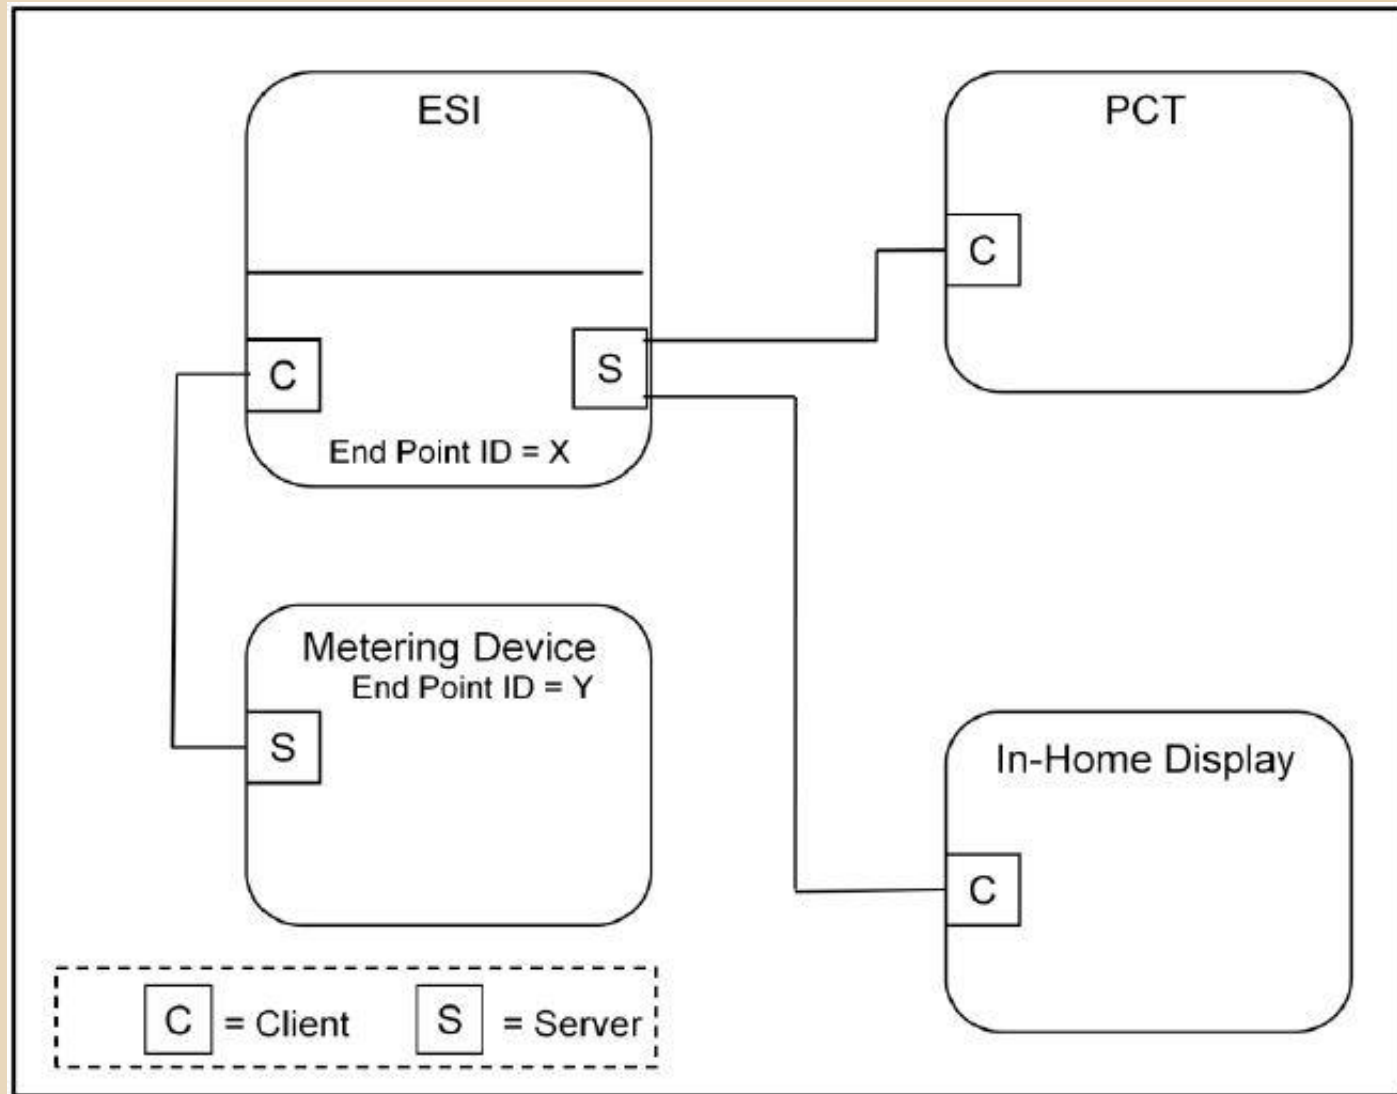 ESI
C
S
End Point ID = X
PCT
C
Metering Device
End Point ID = Y
S
In-Home Display
C
C = Client S = Server